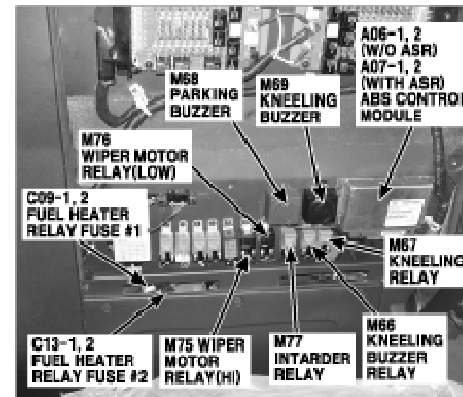 A06-1, 2
(W/O ASR)
A07-1, 2
(WITH ASR)
ABS CONTROL
MODULE
M68
PARKING
BUZZER
M69
KNEELING
BUZZER
M76
WIPER MOTOR
RELAY(LOW)
C09-1, 2
FUEL HEATER
RELAY FUSE #1
M67
KNEELING
RELAY
C13-1, 2
FUEL HEATER
RELAY FUSE #2
M75 WIPER
MOTOR
RELAY(HI)
M77
INTARDER
RELAY
M66
KNEELING
BUZZER
RELAY